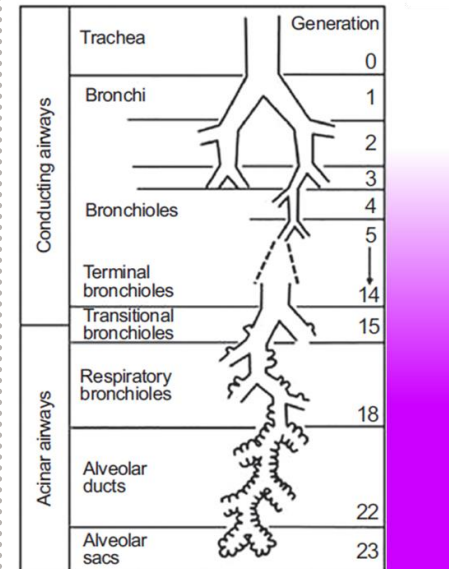 Generation
Trachea
0
Conducting airways
Bronchi
1
2
3
4
Bronchioles
5
Terminal
bronchioles
14
Transitional
bronchioles
15
Acinar airways
Respiratory
bronchioles
18
Alveolar
ducts
22
Alveolar
sacs
23